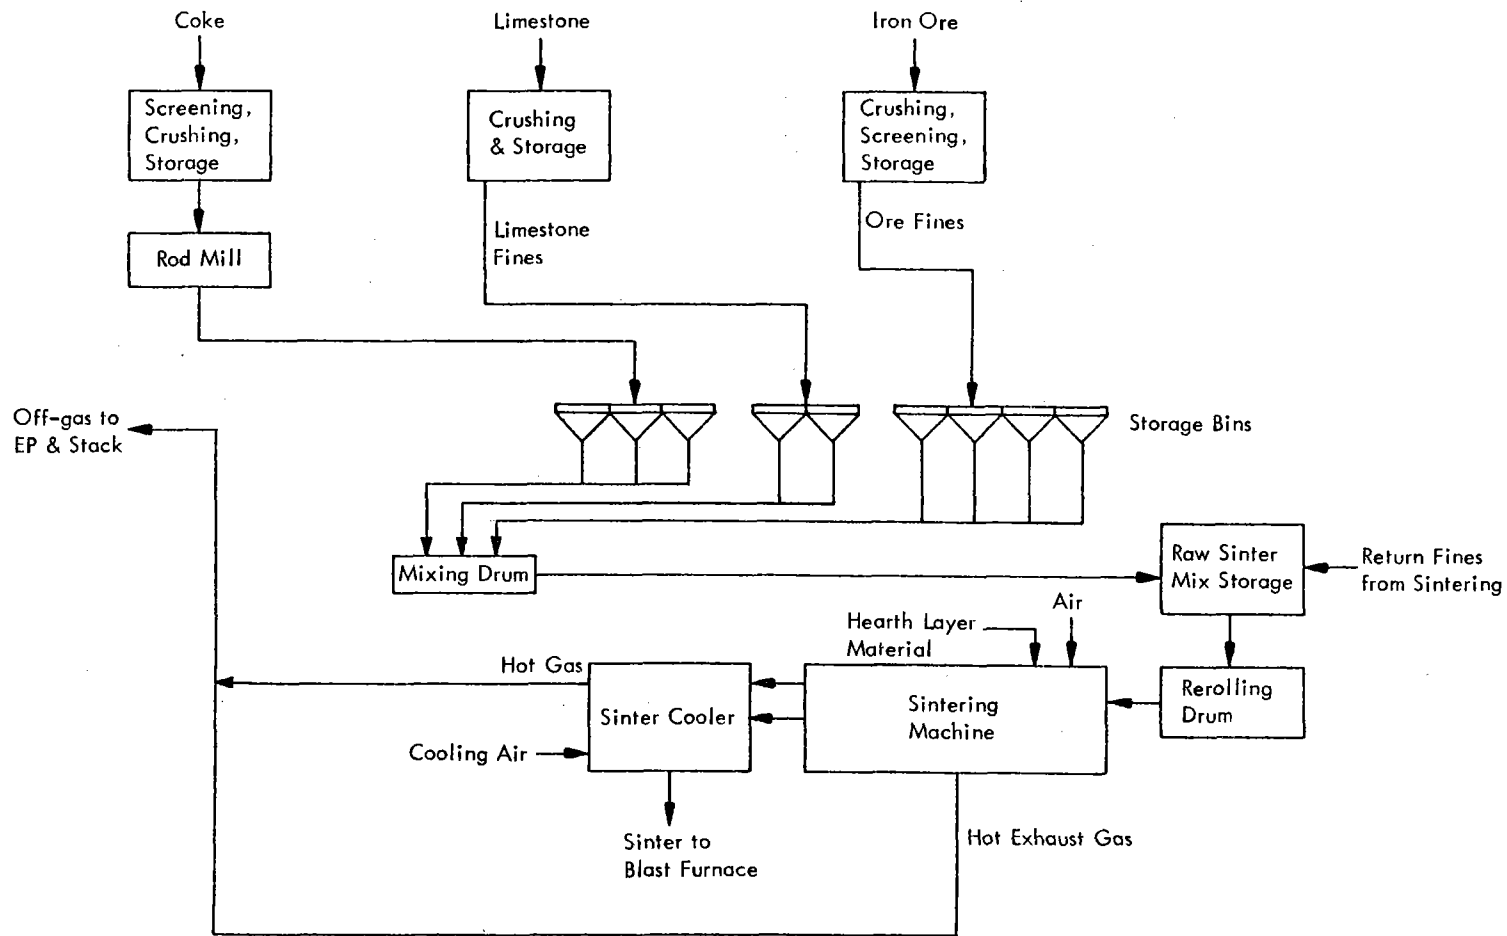 Coke
Limestone
Iron Ore
Screening,
Crushing,
Storage
Crushing
& Storage
Crushing,
Screening,
Storage
Rod Mill
Limestone
Fines
Ore Fines
Off-gas to
EP & Stack
Storage Bins
Mixing Drum
Raw Sinter
Mix Storage
Return Fines
from Sintering
Air
Hearth Layer
Material
Hot Gas
Sinter Cooler
Sintering
Machine
Rerolling
Drum
Cooling Air
Sinter to
Blast Furnace
Hot Exhaust Gas